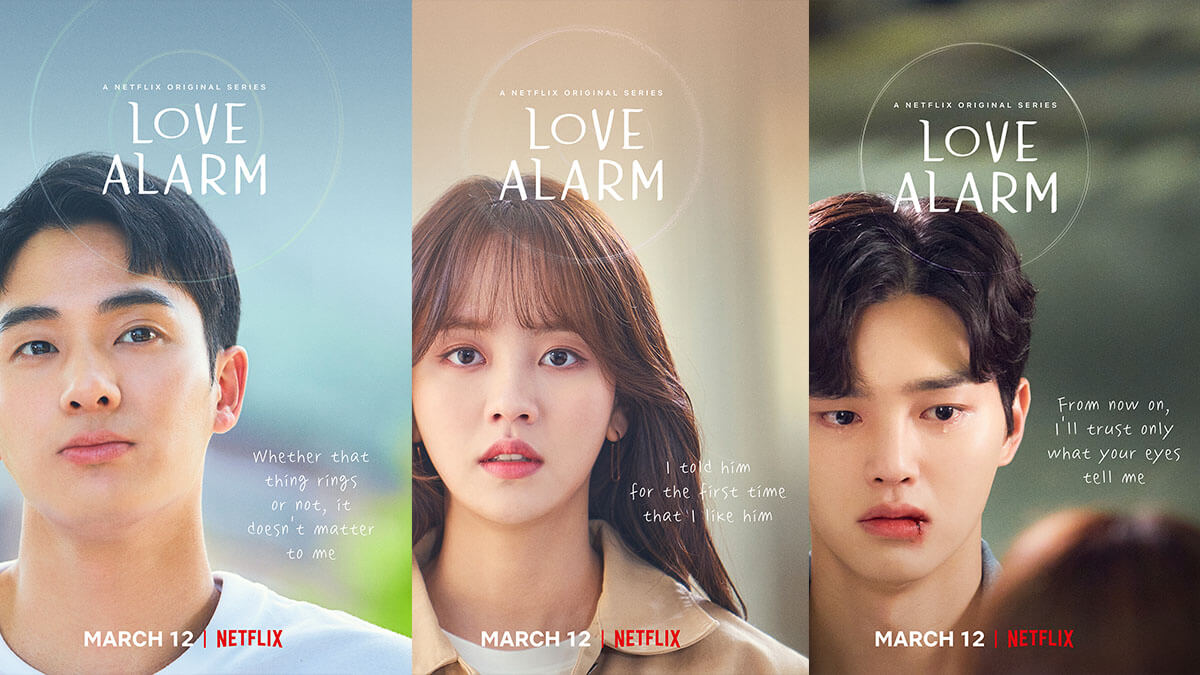 A NETFLIX ORIGINAL SERIES
LOVE
ALARM
Whether that
thing rings
or not, it
doesn't matter
to me
MARCH 12 | NETFLIX
A NETFLIX ORIGINAL SERIES
LOVE
ALARM
I told him
for the first time
that I like him
MARCH 12 | NETFLIX
A NETFLIX ORIGINAL SERIES
LOVE
ALARM
From now on,
I'll trust only
what your eyes
tell me
MARCH 12 | NETFLIX